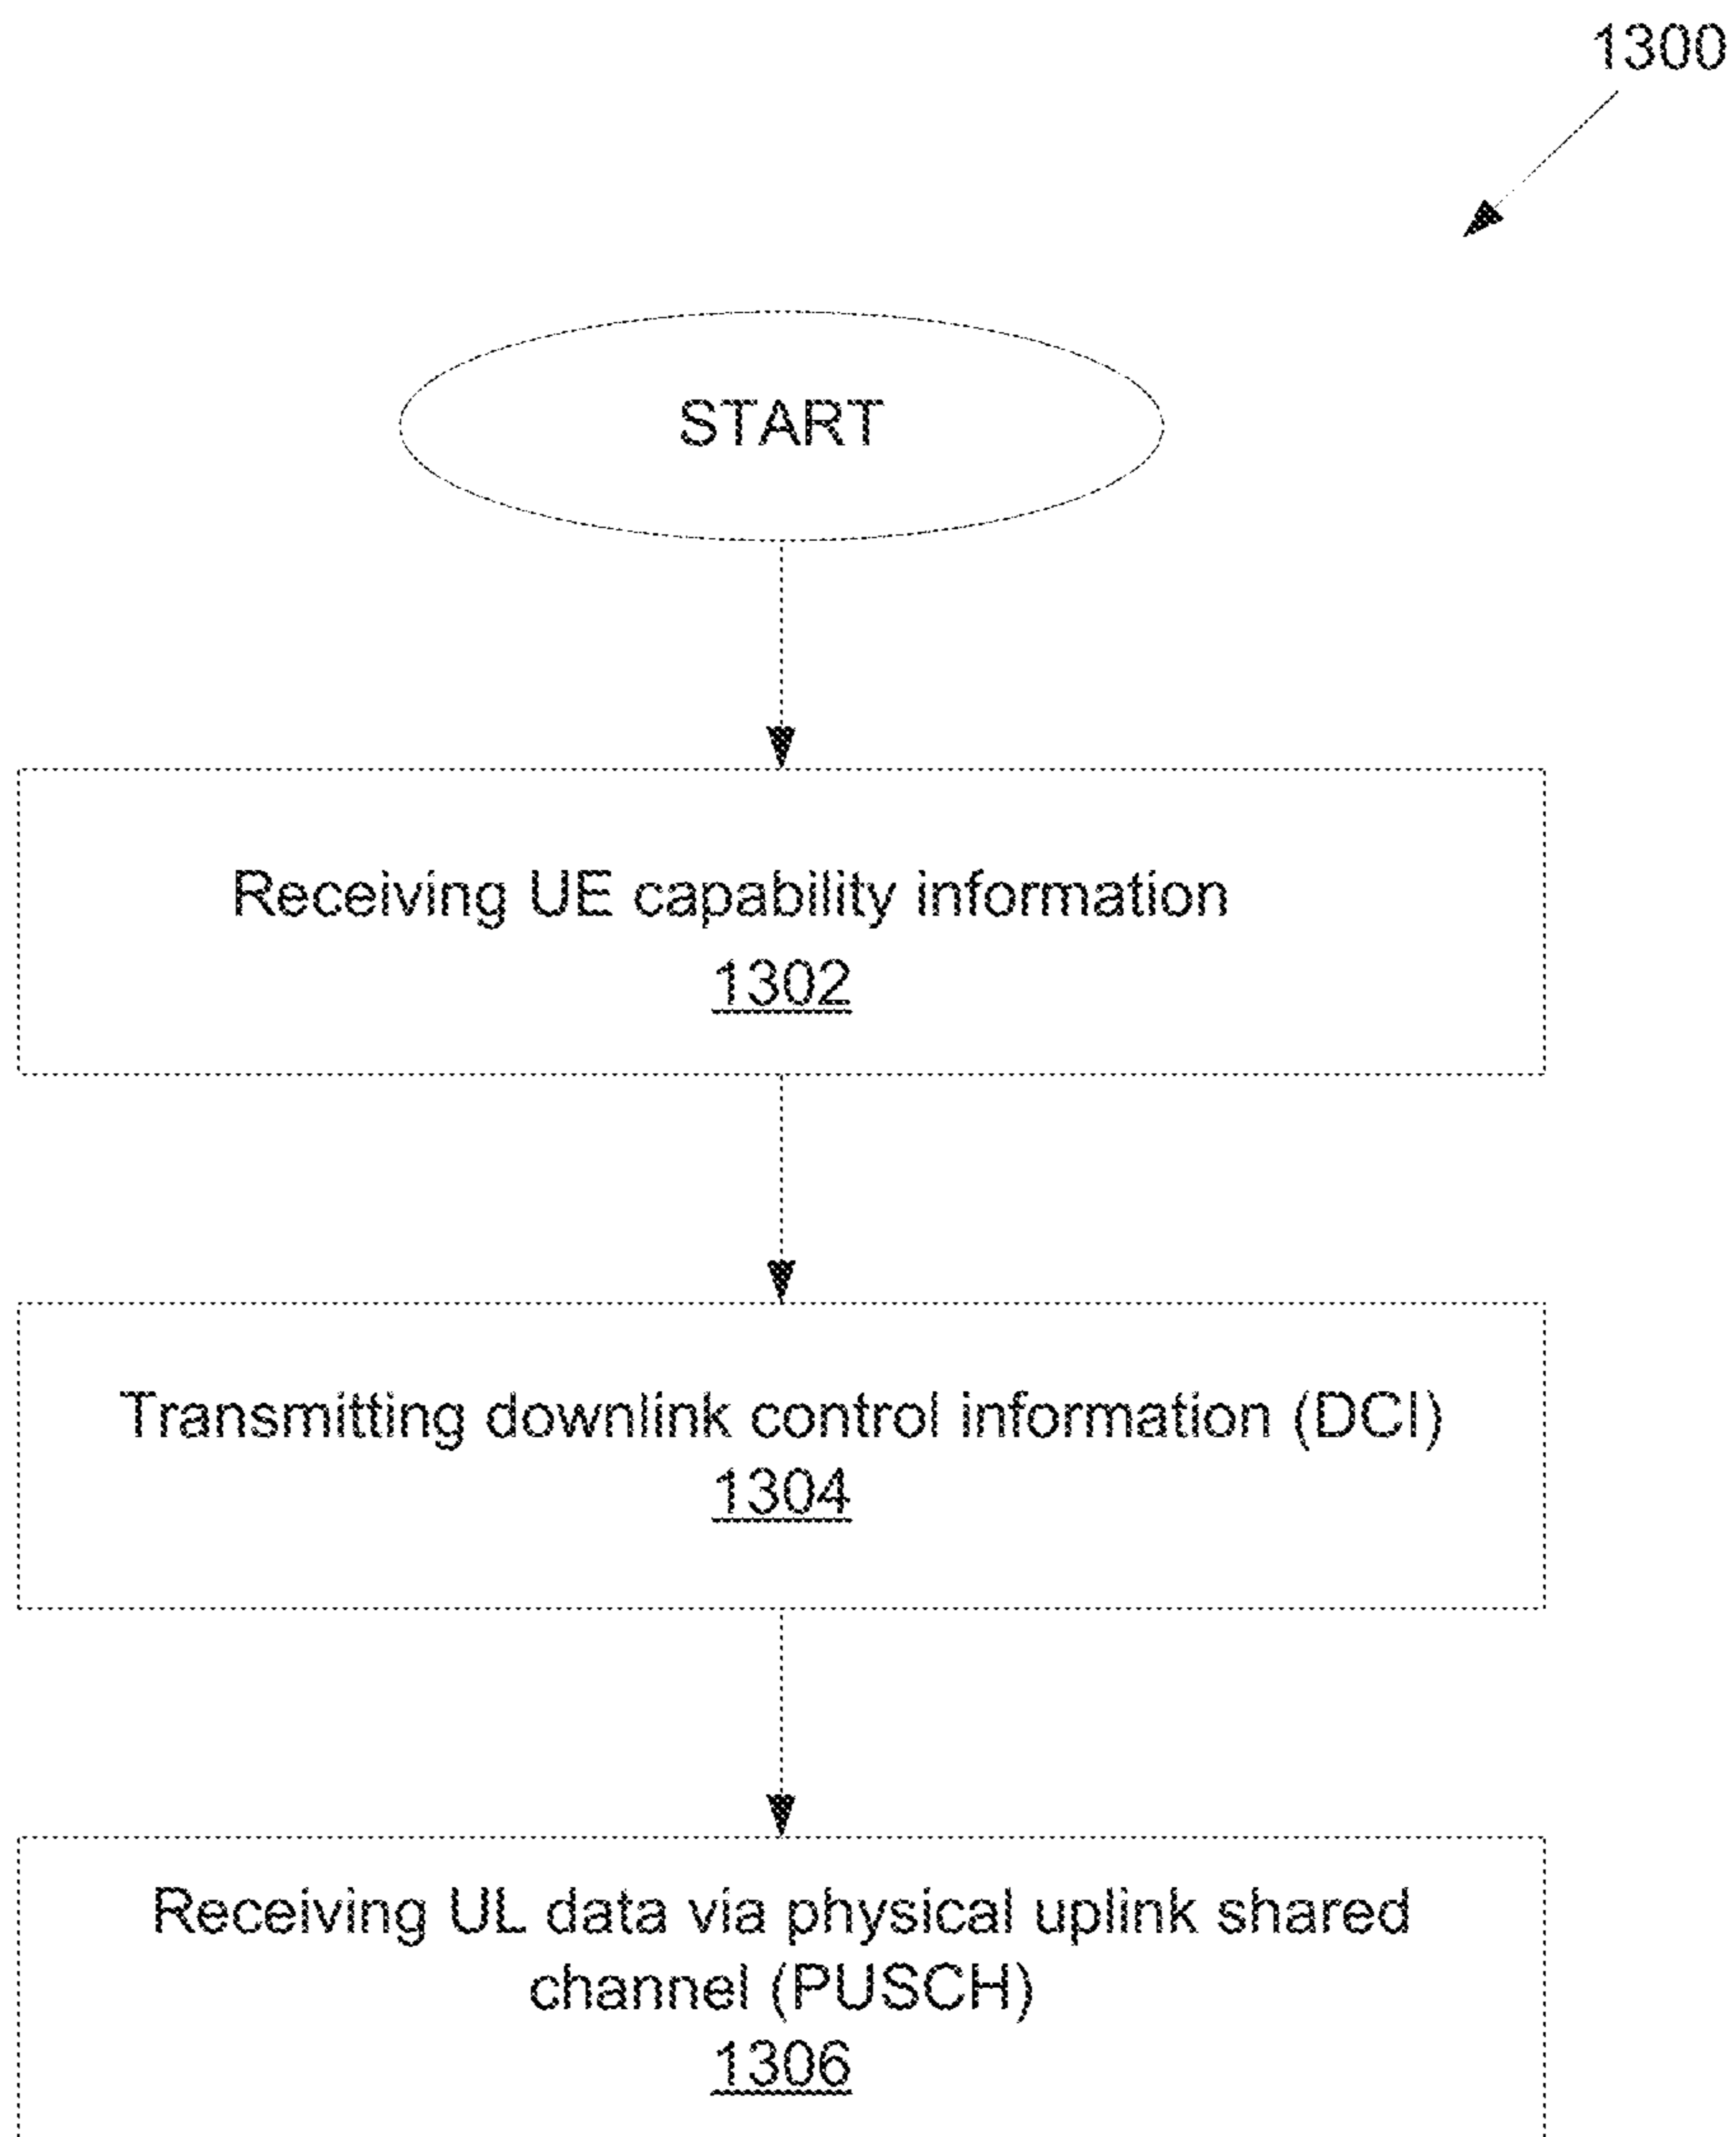 1300
START
Receiving UE capability information
1302
Transmitting downlink control information (DCI)
1304
Receiving UL data via physical uplink shared
channel (PUSCH)
1306